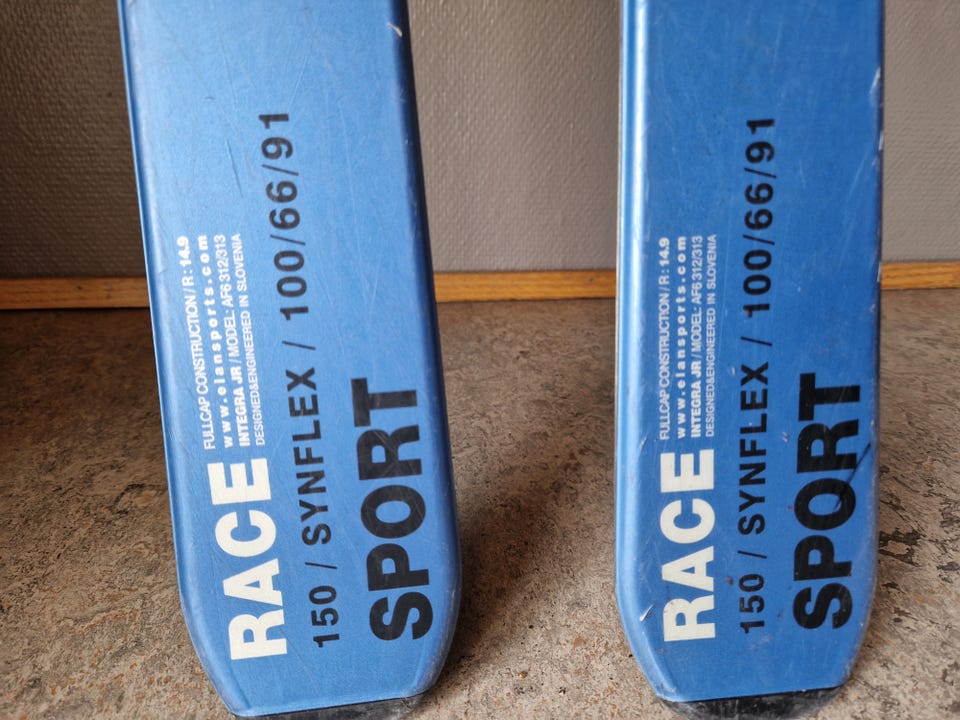 FULLCAP CONSTRUCTION / R: 14.9
www.elansports.com
INTEGRA JR / MODEL: AF6 312/313
DESIGNED&ENGINEERED IN SLOVENIA
RACE
150 / SYNFLEX / 100/66/91
SPORT
FULLCAP CONSTRUCTION / R: 14.9
www.elansports.com
INTEGRA JR / MODEL: AF6 312/313
DESIGNED&ENGINEERED IN SLOVENIA
RACE
150 / SYNFLEX / 100/66/91
SPORT